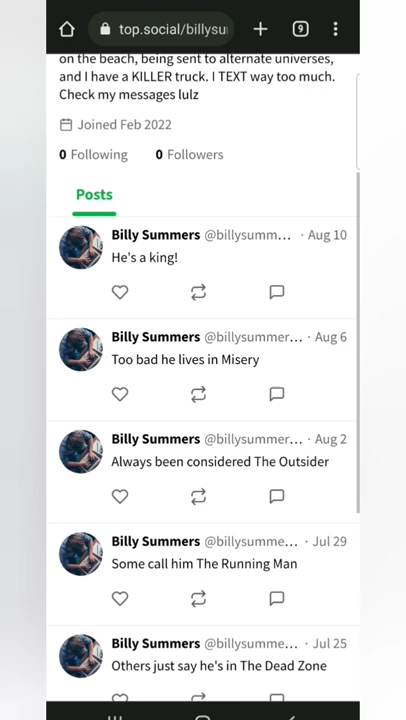 top.social/billysu
9
on the beach, being sent to alternate universes,
and I have a KILLER truck. I TEXT way too much.
Check my messages lulz
Joined Feb 2022
0 Following 0 Followers
Posts
Billy Summers @billysumm... · Aug 10
He's a king!
Billy Summers @billysummer... · Aug 6
Too bad he lives in Misery
Billy Summers @billysummer... · Aug 2
Always been considered The Outsider
Billy Summers @billysumme... · Jul 29
Some call him The Running Man
Billy Summers @billysumme... · Jul 25
Others just say he's in The Dead Zone